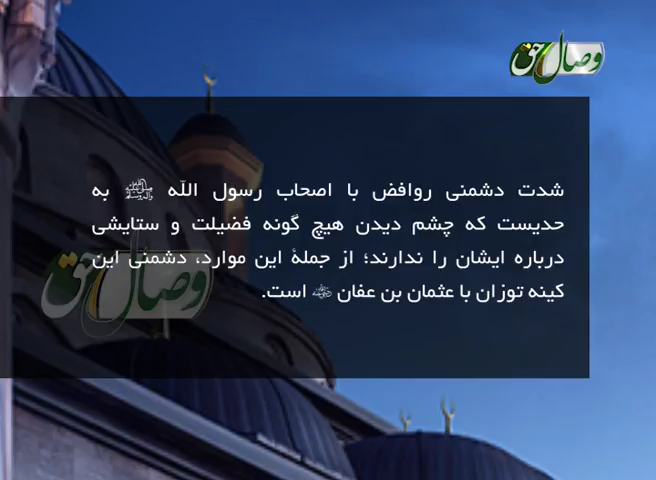 وصال حق
شدت دشمنی روافض با اصحاب رسول الله ﷺ به
حدیست که چشم دیدن هیچ گونه فضیلت و ستایشی
درباره ایشان را ندارند؛ از جملهٔ این موارد، دشمنی این
کینه توزان با عثمان بن عفان است.
وصال حق